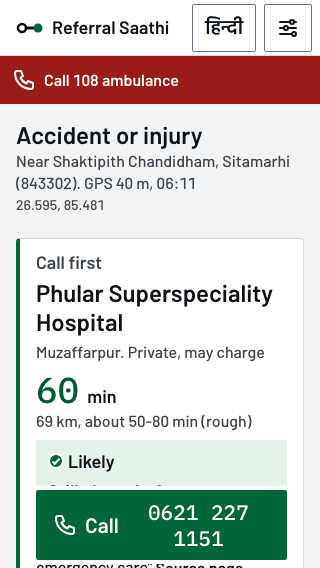 Referral Saathi
हिन्दी
Call 108 ambulance
Accident or injury
Near Shaktipith Chandidham, Sitamarhi
(843302). GPS 40 m, 06:11
26.595, 85.481
Call first
Phular Superspeciality
Hospital
Muzaffarpur. Private, may charge
60 min
69 km, about 50-80 min (rough)
Likely
Call
0621 227
1151
emergency care" Source page